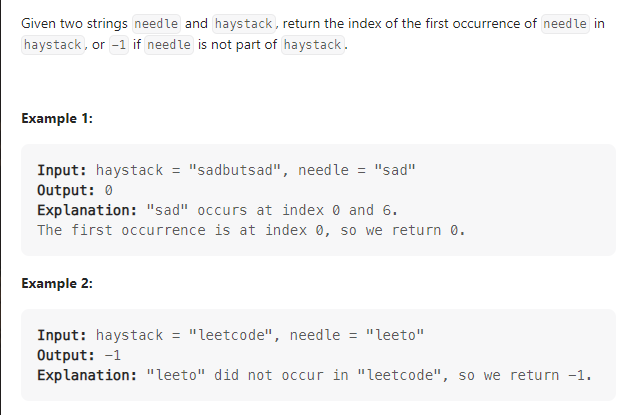 Given two strings needle and haystack, return the index of the first occurrence of needle in
haystack, or -1 if needle is not part of haystack.
Example 1:
Input: haystack = "sadbutsad", needle = "sad"
Output: 0
Explanation: "sad" occurs at index 0 and 6.
The first occurrence is at index 0, so we return 0.
Example 2:
Input: haystack = "leetcode", needle = "leeto"
Output: -1
Explanation: "leeto" did not occur in "leetcode", so we return -1.